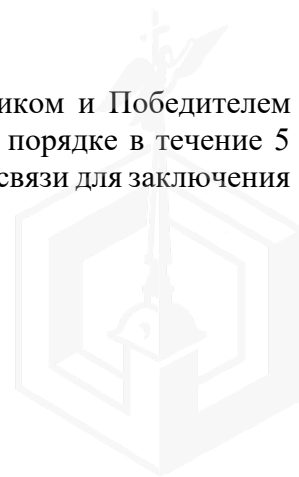 иком и Победителем
порядке в течение 5
связи для заключения